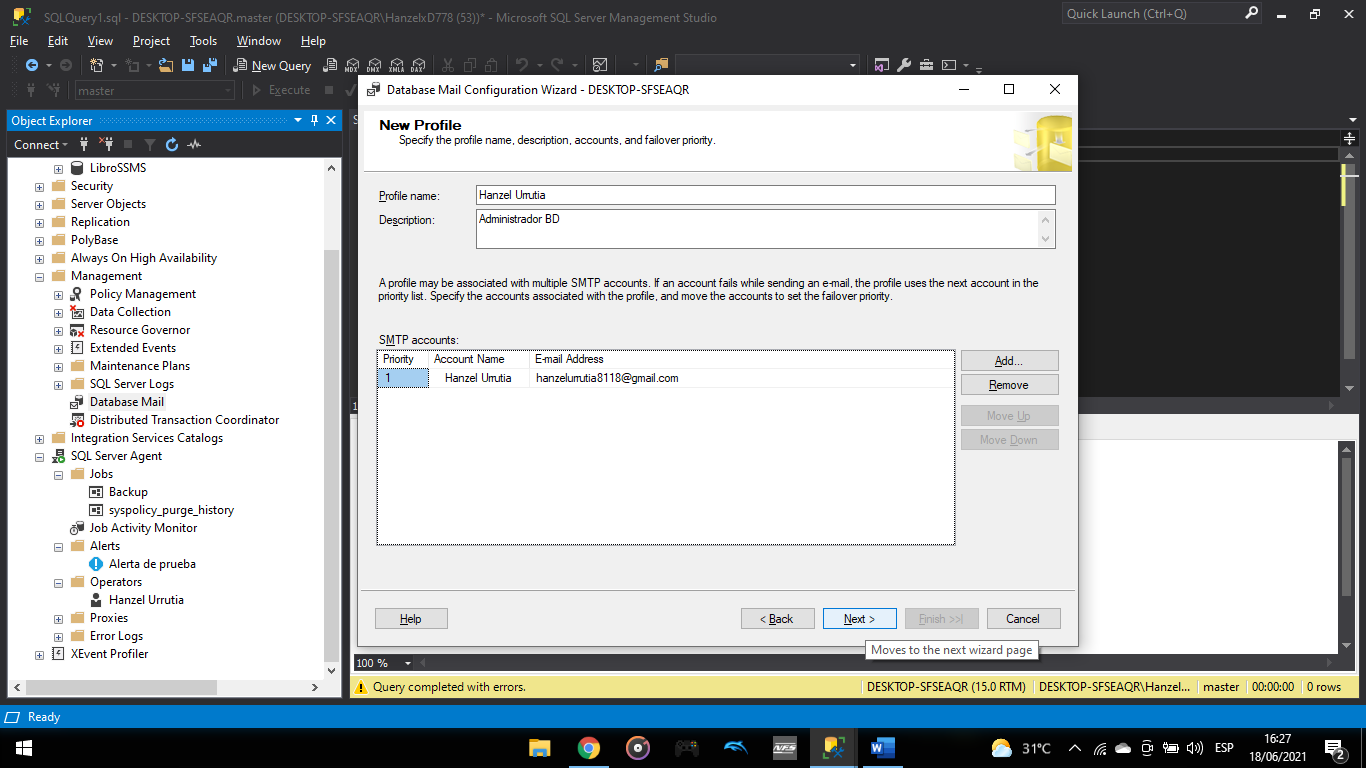 SQLQuery1.sql - DESKTOP-SFSEAQR.master (DESKTOP-SFSEAQR\HanzelxD778 (53))* - Microsoft SQL Server Management Studio
Quick Launch (Ctrl+Q)
File Edit View Project Tools Window Help
New Query
MDX DMX XMLA DAX
master
Execute
Object Explorer
Connect
LibroSSMS
Security
Server Objects
Replication
PolyBase
Always On High Availability
Management
Policy Management
Data Collection
Resource Governor
Extended Events
Maintenance Plans
SQL Server Logs
Database Mail
Distributed Transaction Coordinator
Integration Services Catalogs
SQL Server Agent
Jobs
Backup
syspolicy_purge_history
Job Activity Monitor
Alerts
Alerta de prueba
Operators
Hanzel Urrutia
Proxies
Error Logs
XEvent Profiler
Database Mail Configuration Wizard - DESKTOP-SFSEAQR
New Profile
Specify the profile name, description, accounts, and failover priority.
Profile name: Hanzel Urrutia
Description: Administrador BD
A profile may be associated with multiple SMTP accounts. If an account fails while sending an e-mail, the profile uses the next account in the
priority list. Specify the accounts associated with the profile, and move the accounts to set the failover priority.
SMTP accounts:
Priority Account Name E-mail Address
1 Hanzel Urrutia hanzelurrutia8118@gmail.com
Add...
Remove
Move Up
Move Down
Help < Back Next > Finish >>| Cancel
Moves to the next wizard page
100 %
Query completed with errors. DESKTOP-SFSEAQR (15.0 RTM) DESKTOP-SFSEAQR\Hanzel... master 00:00:00 0 rows
Ready
NFS
31°C
ESP
16:27
18/06/2021
2